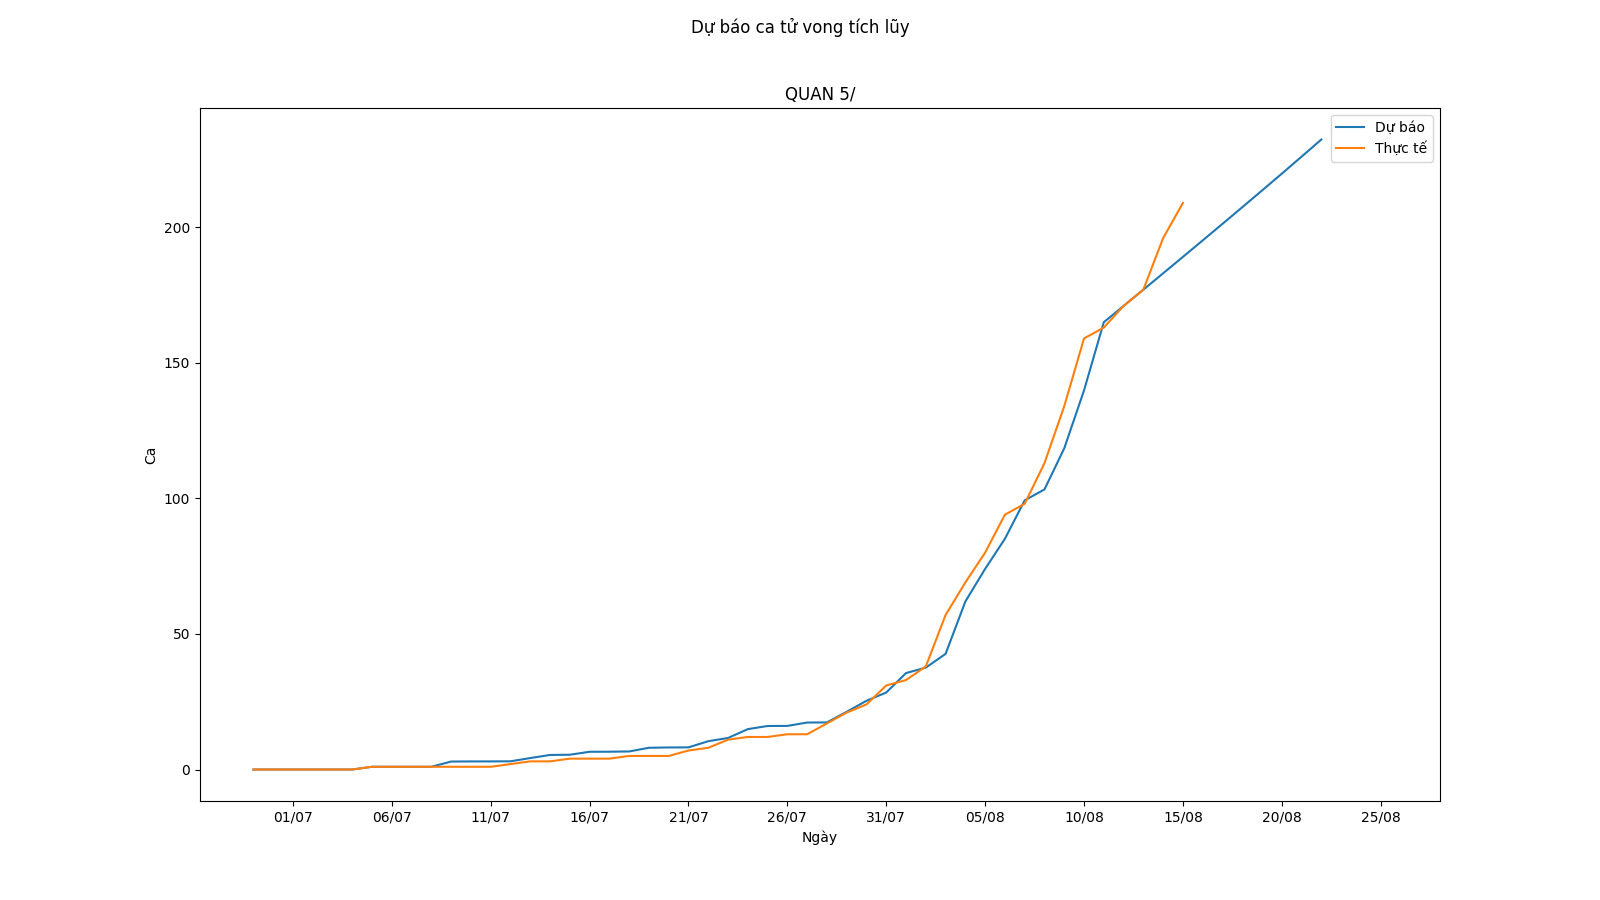 Dự báo ca tử vong tích lũy
QUAN 5/
Dự báo
Thực tế
200
150
100
50
0
Ca
01/07 06/07 11/07 16/07 21/07 26/07 31/07 05/08 10/08 15/08 20/08 25/08
Ngày